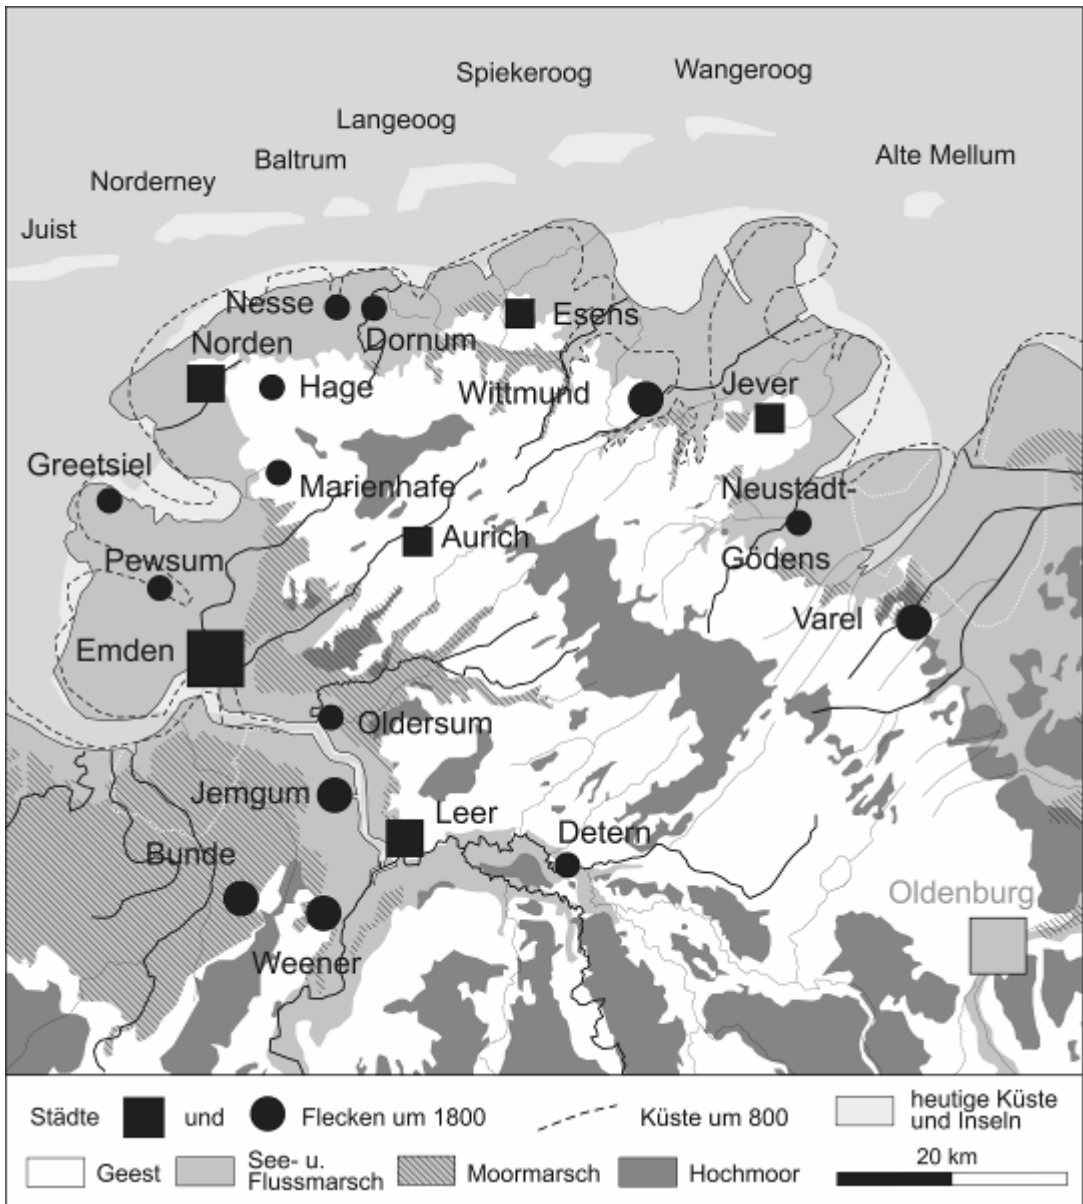 Spiekeroog
Wangeroog
Langeoog
Baltrum
Alte Mellum
Norderney
Juist
Nesse
Esens
Dornum
Norden
Hage
Wittmund
Jever
Greetsiel
Marienhafe
Neustadt-
Gödens
Aurich
Pewsum
Varel
Emden
Oldersum
Jemgum
Leer
Detern
Bunde
Oldenburg
Weener
Städte und Flecken um 1800
Küste um 800
heutige Küste
und Inseln
Geest
See- u.
Flussmarsch
Moormarsch
Hochmoor
20 km